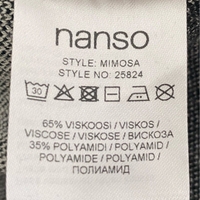 nanso
STYLE: MIMOSA
STYLE NO: 25824
30
65% VISKOOSI / VISKOS /
VISCOSE / VISKOSE / ВИСКОЗА
35% POLYAMIDI / POLYAMID /
POLYAMIDE / POLYAMID /
ПОЛИАМИД